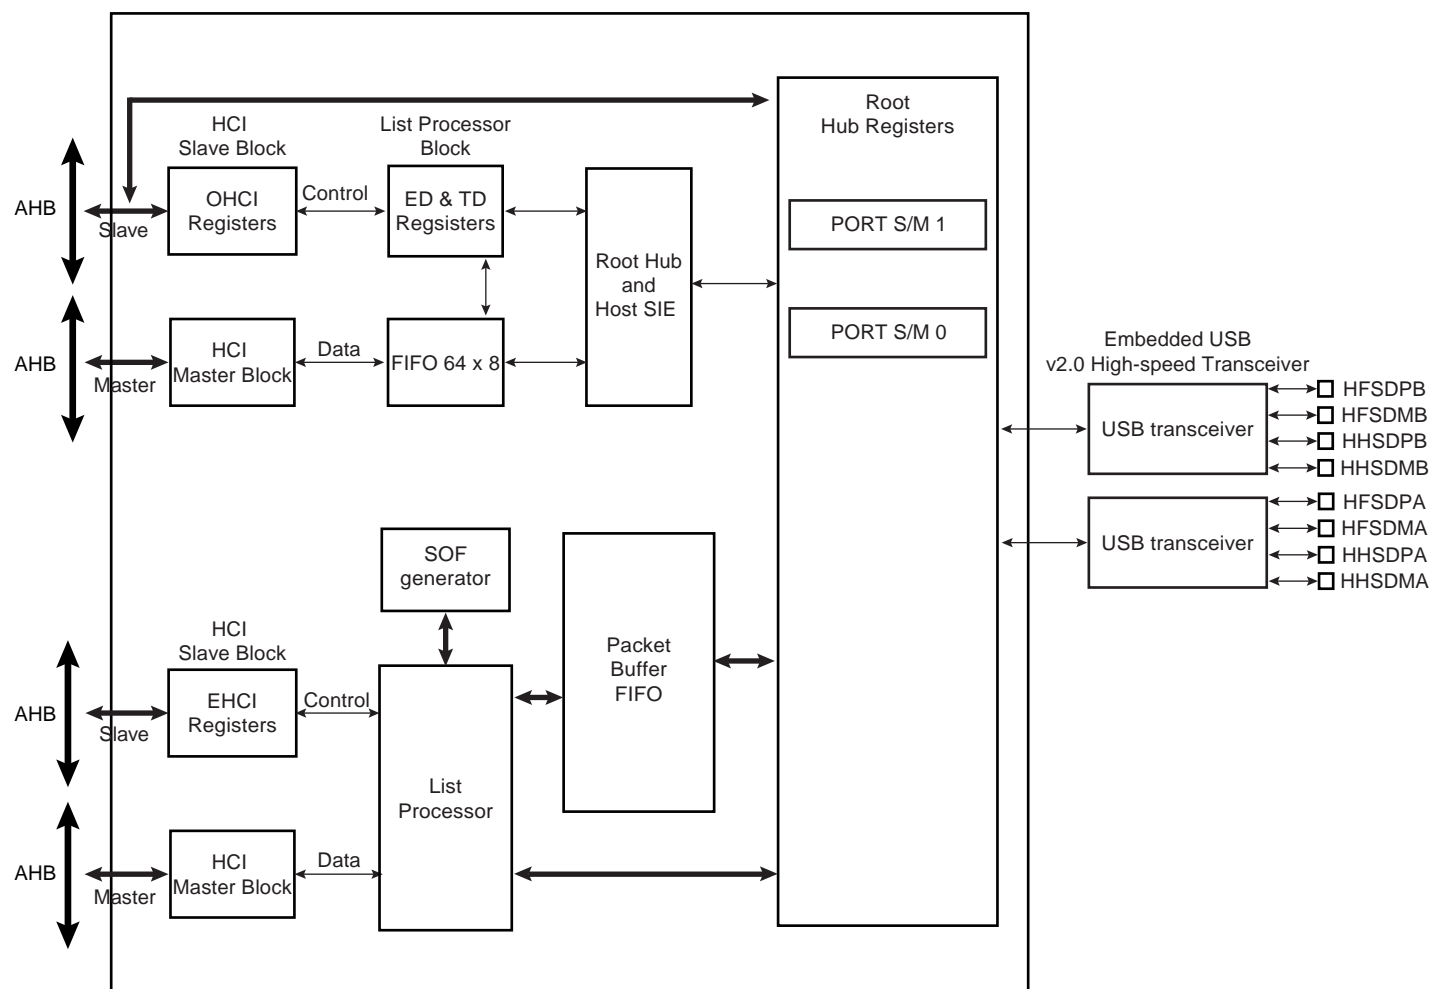 Root
Hub Registers
HCI
Slave Block
List Processor
Block
AHB
Slave
OHCI
Registers
Control
ED & TD
Regsisters
PORT S/M 1
Root Hub
and
Host SIE
PORT S/M 0
AHB
Master
HCI
Master Block
Data
FIFO 64 x 8
Embedded USB
v2.0 High-speed Transceiver
USB transceiver
HFSDPB
HFSDMB
HHSDPB
HHSDMB
USB transceiver
HFSDPA
HFSDMA
HHSDPA
HHSDMA
SOF
generator
HCI
Slave Block
Packet
Buffer
FIFO
AHB
Slave
EHCI
Registers
Control
List
Processor
AHB
Master
HCI
Master Block
Data